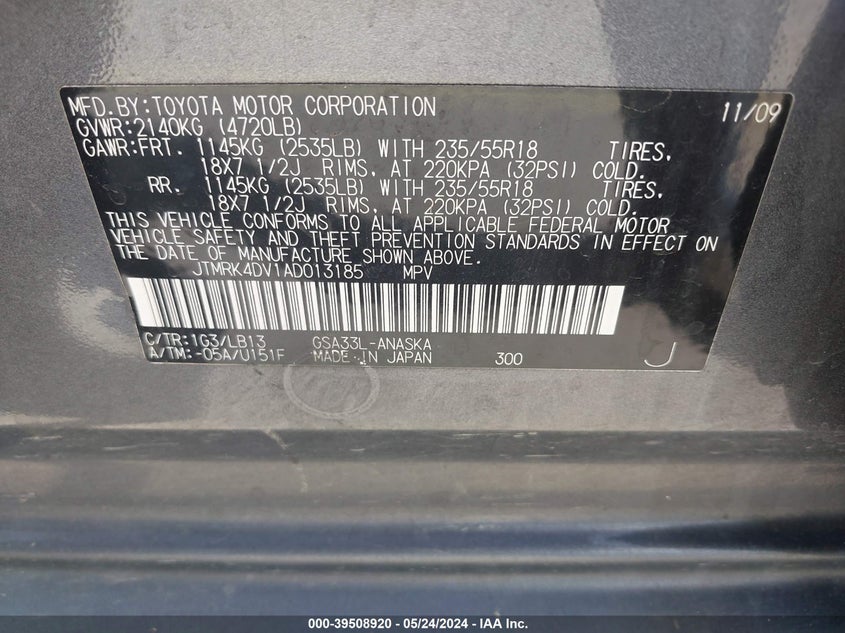 MFD.BY:TOYOTA MOTOR CORPORATION 11/09
GVWR:2140KG (4720LB)
GAWR:FRT. 1145KG (2535LB) WITH 235/55R18 TIRES,
18X7 1/2J RIMS, AT 220KPA (32PSI) COLD.
RR. 1145KG (2535LB) WITH 235/55R18 TIRES,
18X7 1/2J RIMS, AT 220KPA (32PSI) COLD.
THIS VEHICLE CONFORMS TO ALL APPLICABLE FEDERAL MOTOR
VEHICLE SAFETY AND THEFT PREVENTION STANDARDS IN EFFECT ON
THE DATE OF MANUFACTURE SHOWN ABOVE.
JTMRK4DV1AD013185 MPV
C/TR:1G3/LB13 GSA33L-ANASKA
A/TM:-05A/U151F MADE IN JAPAN 300 J
000-39508920 - 05/24/2024 - IAA Inc.